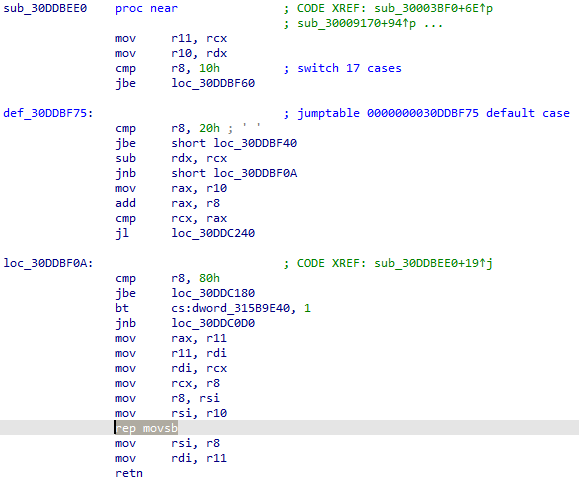 sub_30DDBEE0 proc near ; CODE XREF: sub_30003BF0+6E↑p
; sub_30009170+94↑p ...
mov r11, rcx
mov r10, rdx
cmp r8, 10h ; switch 17 cases
jbe loc_30DDBF60
def_30DDBF75: ; jumptable 0000000030DDBF75 default case
cmp r8, 20h ; ' '
jbe short loc_30DDBF40
sub rdx, rcx
jnb short loc_30DDBF0A
mov rax, r10
add rax, r8
cmp rcx, rax
jl loc_30DDC240
loc_30DDBF0A: ; CODE XREF: sub_30DDBEE0+19↑j
cmp r8, 80h
jbe loc_30DDC180
bt cs:dword_315B9E40, 1
jnb loc_30DDC0D0
mov rax, r11
mov r11, rdi
mov rdi, rcx
mov rcx, r8
mov r8, rsi
mov rsi, r10
rep movsb
mov rsi, r8
mov rdi, r11
retn